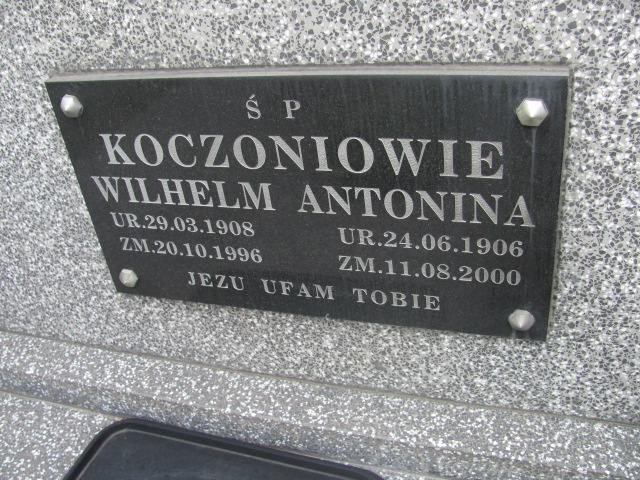 Ś P
KOCZONIOWIE
WILHELM ANTONINA
UR.29.03.1908 UR.24.06.1906
ZM.20.10.1996 ZM.11.08.2000
JEZU UFAM TOBIE